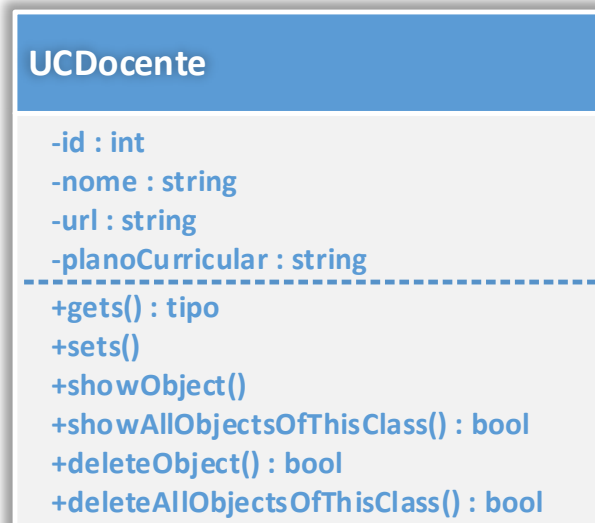 UCDocente
-id : int
-nome : string
-url : string
-planoCurricular : string
+gets() : tipo
+sets()
+showObject()
+showAllObjectsOfThisClass() : bool
+deleteObject() : bool
+deleteAllObjectsOfThisClass() : bool